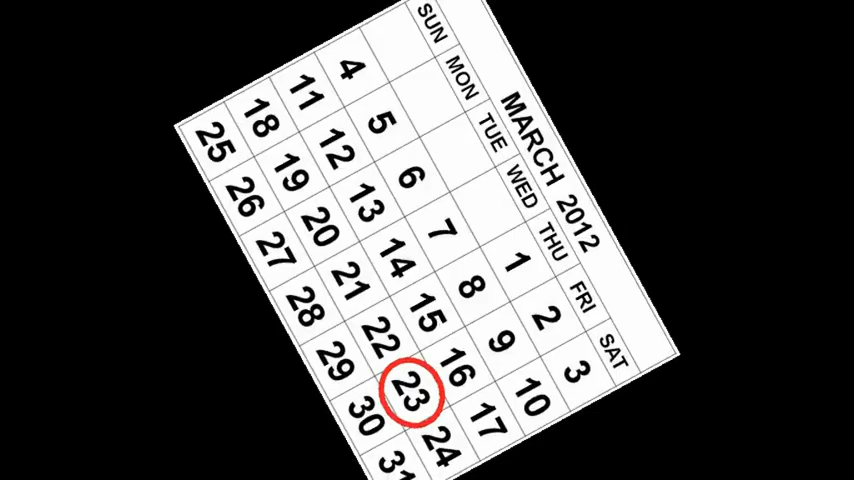 MARCH 2012
SUN MON TUE WED THU FRI SAT
1 2 3
4 5 6 7 8 9 10
11 12 13 14 15 16 17
18 19 20 21 22 23 24
25 26 27 28 29 30 31